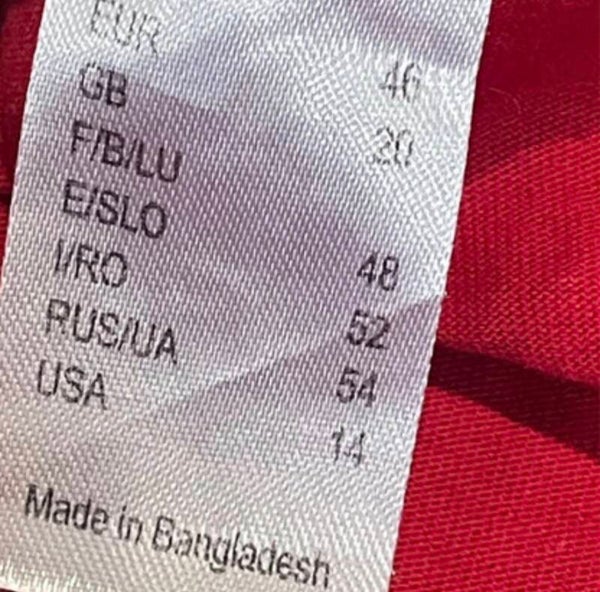 EUR 46
GB 20
F/B/LU
E/SLO 48
I/RO 52
RUS/UA 54
USA 14
Made in Bangladesh